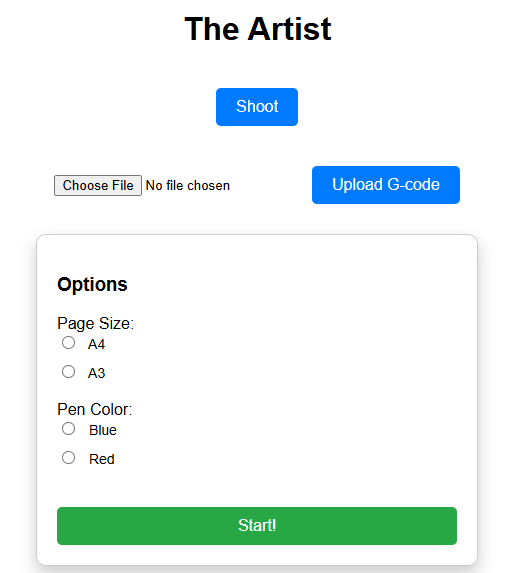 The Artist
Shoot
Choose File No file chosen
Upload G-code
Options
Page Size:
A4
A3
Pen Color:
Blue
Red
Start!